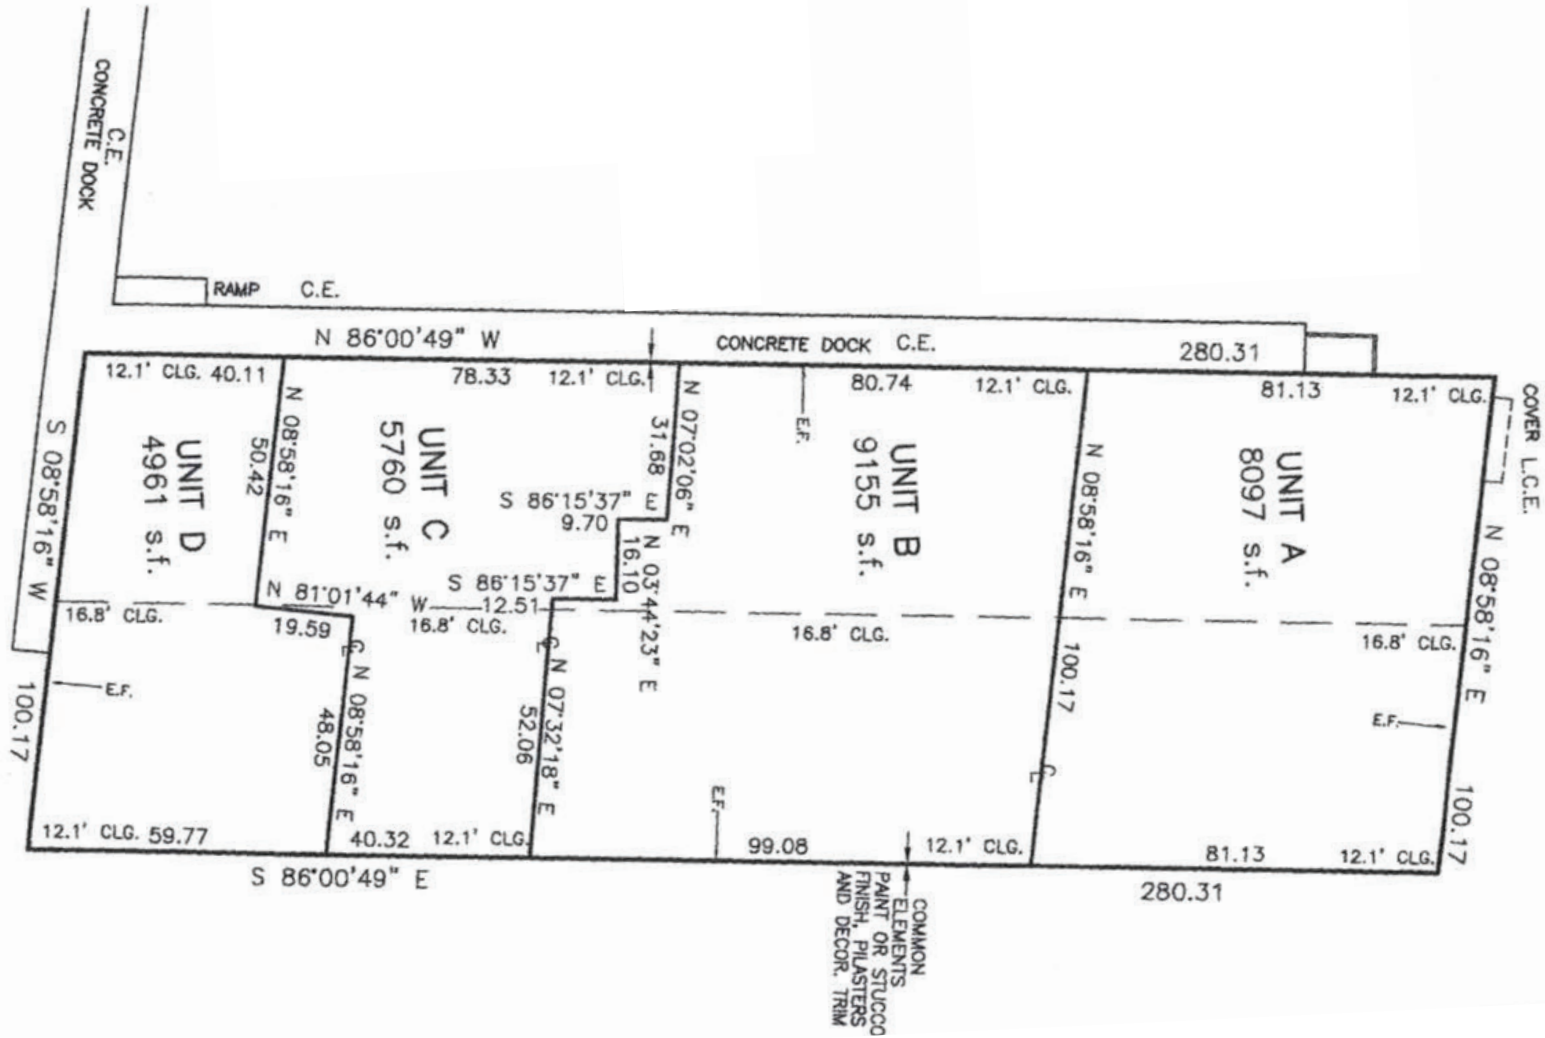 C.E.
CONCRETE DOCK
RAMP C.E.
N 86°00'49" W
CONCRETE DOCK C.E.
280.31
12.1' CLG. 40.11
78.33 12.1' CLG.
80.74 12.1' CLG.
81.13 12.1' CLG.
COVER L.C.E.
S 08°58'16" W
100.17
UNIT D
4961 s.f.
N 08°58'16" E
50.42
UNIT C
5760 s.f.
N 07°02'06" E
31.68
S 86°15'37" E
9.70
N 03°44'23" E
16.10
S 86°15'37" E
12.51
E.F.
UNIT B
9155 s.f.
N 08°58'16" E
100.17
UNIT A
8097 s.f.
N 08°58'16" E
100.17
N 81°01'44" W
19.59
16.8' CLG.
16.8' CLG.
16.8' CLG.
16.8' CLG.
E.F.
E.F.
E.F.
N 08°58'16" E
48.05
N 07°32'18" E
52.06
12.1' CLG. 59.77
40.32 12.1' CLG.
99.08
12.1' CLG.
81.13
12.1' CLG.
S 86°00'49" E
280.31
COMMON
ELEMENTS
PAINT OR STUCCO
FINISH, PILASTERS
AND DECOR. TRIM